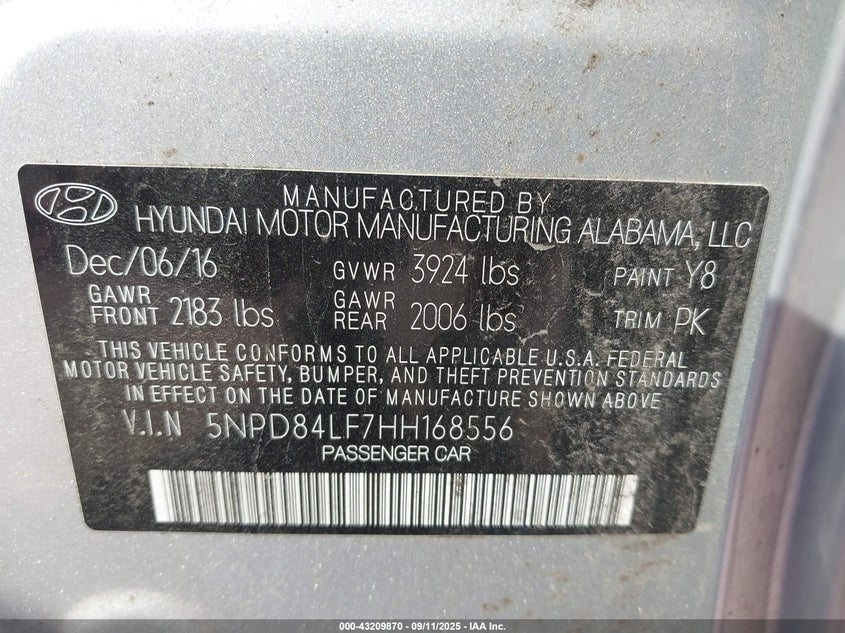 MANUFACTURED BY
HYUNDAI MOTOR MANUFACTURING ALABAMA, LLC
Dec/06/16 GVWR 3924 lbs PAINT Y8
GAWR FRONT 2183 lbs GAWR REAR 2006 lbs TRIM PK
THIS VEHICLE CONFORMS TO ALL APPLICABLE U.S.A. FEDERAL
MOTOR VEHICLE SAFETY, BUMPER, AND THEFT PREVENTION STANDARDS
IN EFFECT ON THE DATE OF MANUFACTURE SHOWN ABOVE
V.I.N 5NPD84LF7HH168556
PASSENGER CAR
000-43209870 - 09/11/2025 - IAA Inc.